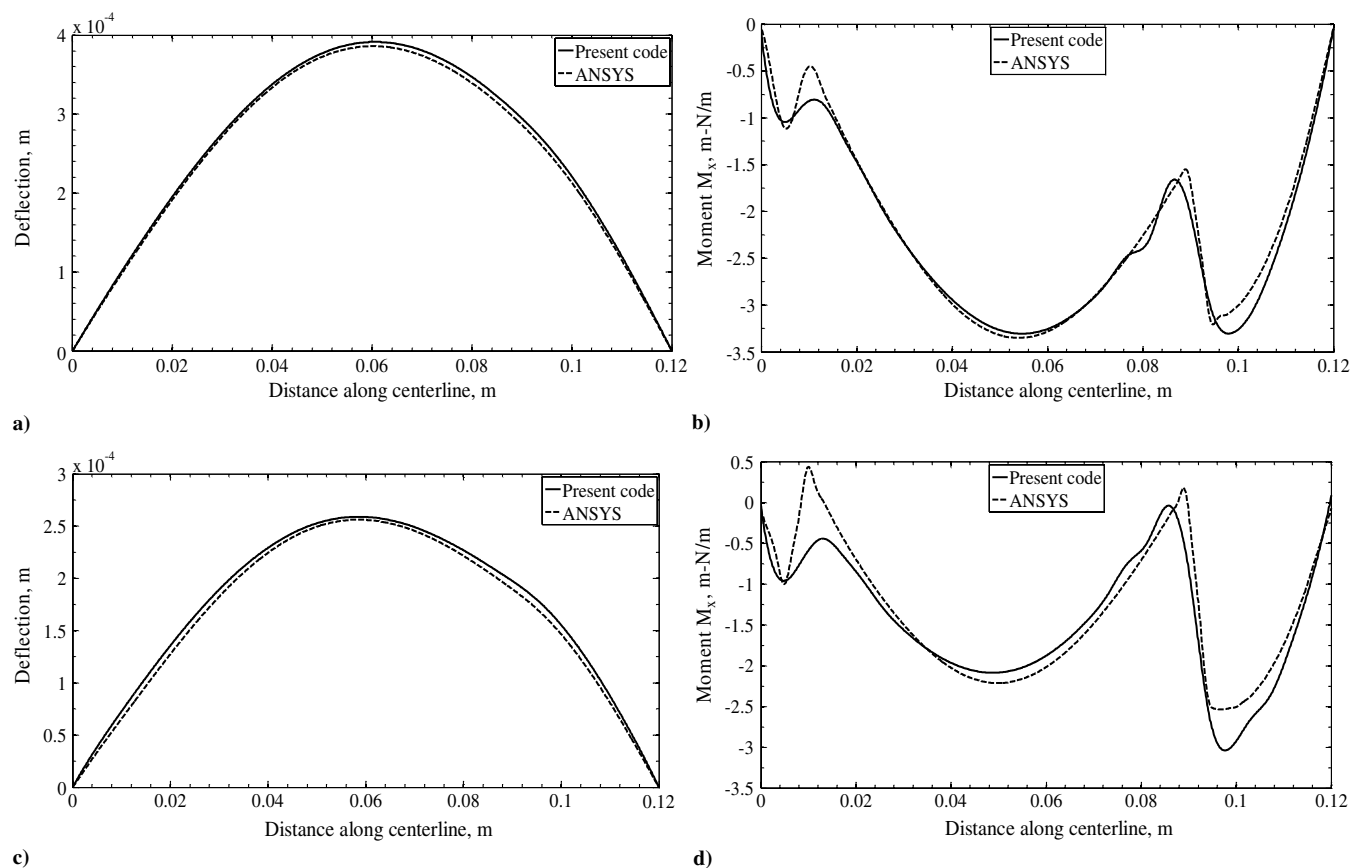 x 10-4
4
3
2
1
0
Deflection, m
Present code
ANSYS
0
0.02
0.04
0.06
0.08
0.1
0.12
Distance along centerline, m
a)
0
-0.5
-1
-1.5
-2
-2.5
-3
-3.5
Moment Mx, m-N/m
Present code
ANSYS
0
0.02
0.04
0.06
0.08
0.1
0.12
Distance along centerline, m
b)
x 10-4
3
2.5
2
1.5
1
0.5
0
Deflection, m
Present code
ANSYS
0
0.02
0.04
0.06
0.08
0.1
0.12
Distance along centerline, m
c)
0.5
0
-0.5
-1
-1.5
-2
-2.5
-3
-3.5
Moment Mx, m-N/m
Present code
ANSYS
0
0.02
0.04
0.06
0.08
0.1
0.12
Distance along centerline, m
d)